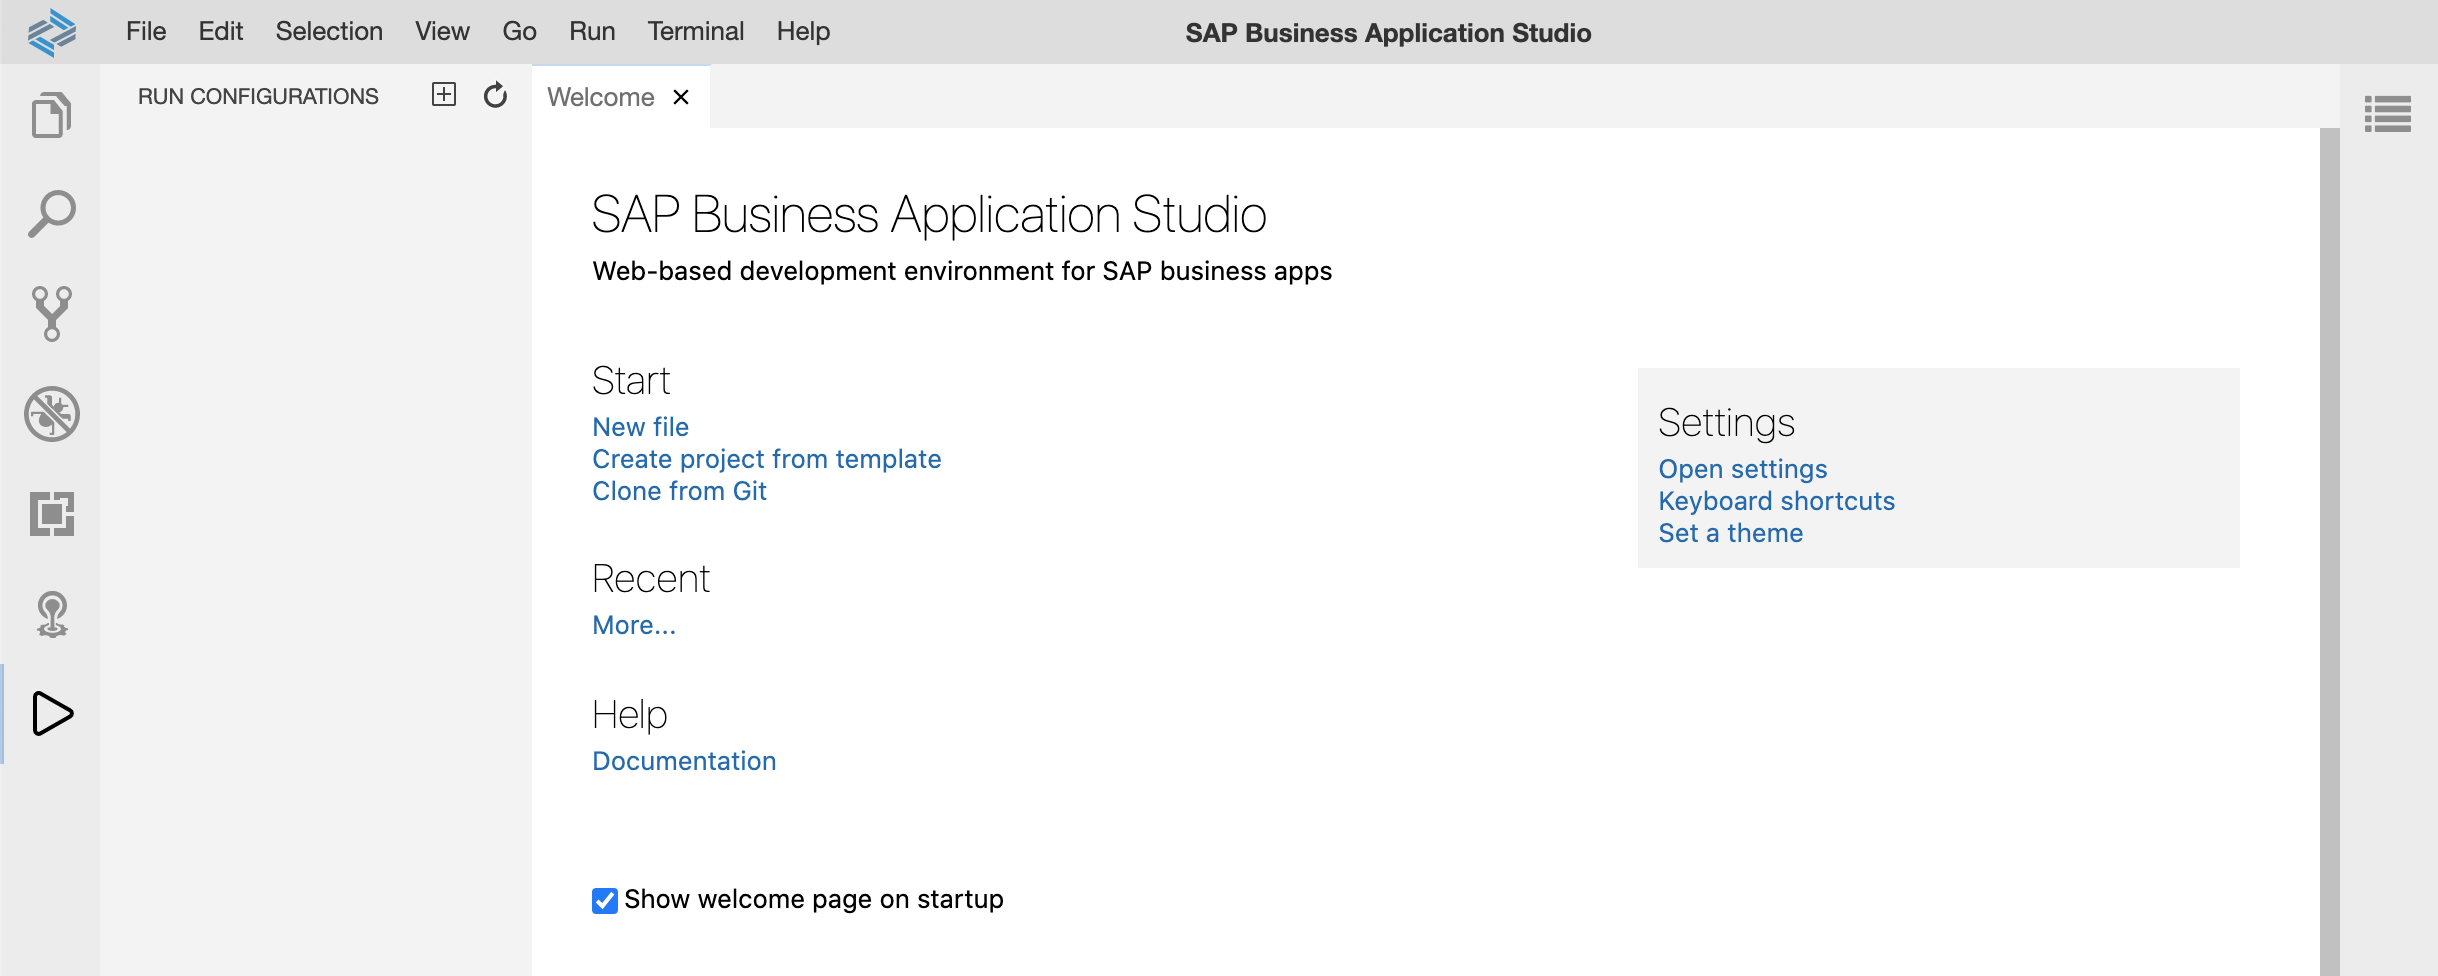 File Edit Selection View Go Run Terminal Help SAP Business Application Studio
RUN CONFIGURATIONS
Welcome
SAP Business Application Studio
Web-based development environment for SAP business apps
Start
New file
Create project from template
Clone from Git
Recent
More...
Help
Documentation
Settings
Open settings
Keyboard shortcuts
Set a theme
Show welcome page on startup